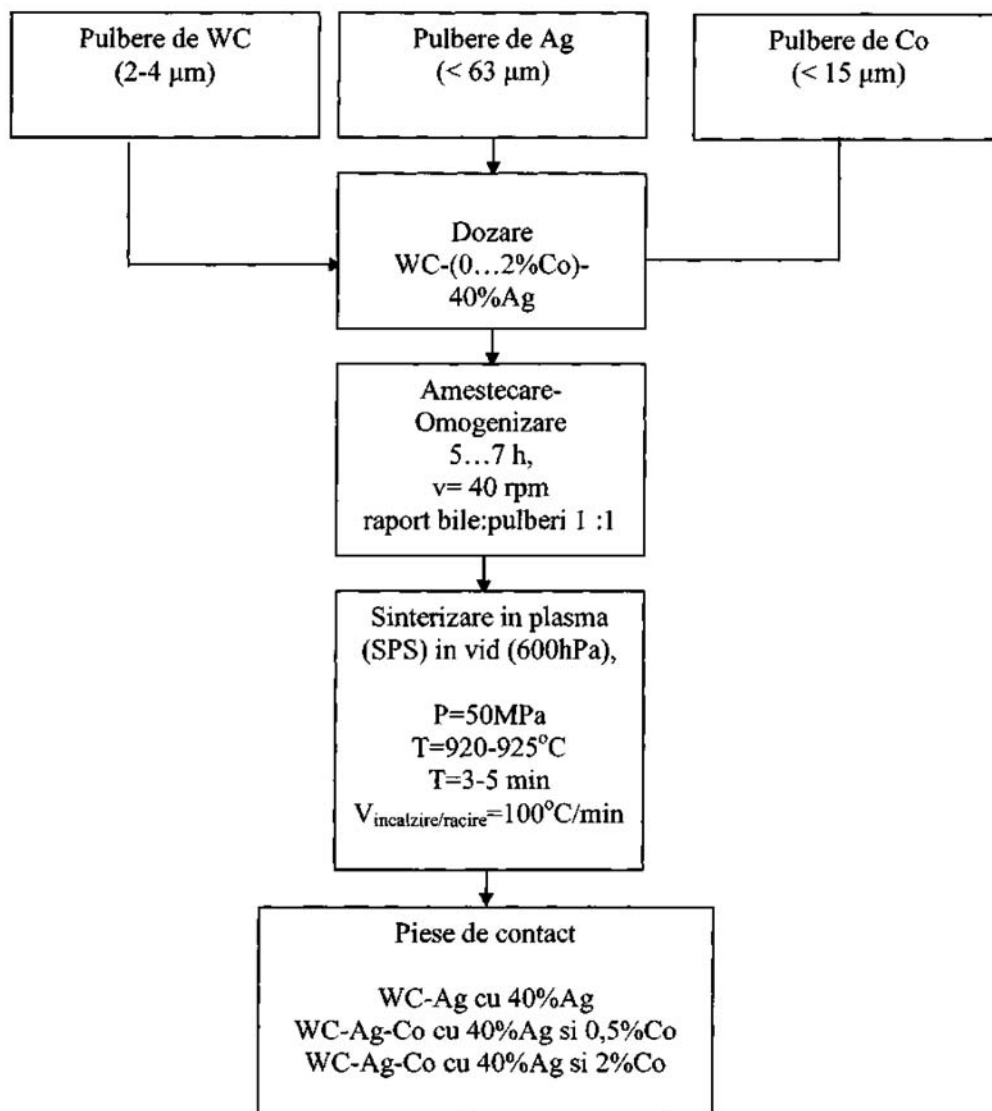 Pulbere de WC
(2-4 μm)
Pulbere de Ag
(< 63 μm)
Pulbere de Co
(< 15 μm)
Dozare
WC-(0…2%Co)-
40%Ag
Amestecare-
Omogenizare
5…7 h,
v= 40 rpm
raport bile:pulberi 1 :1
Sinterizare in plasma
(SPS) in vid (600hPa),
P=50MPa
T=920-925°C
T=3-5 min
Vincalzire/racire=100°C/min
Piese de contact
WC-Ag cu 40%Ag
WC-Ag-Co cu 40%Ag si 0,5%Co
WC-Ag-Co cu 40%Ag si 2%Co